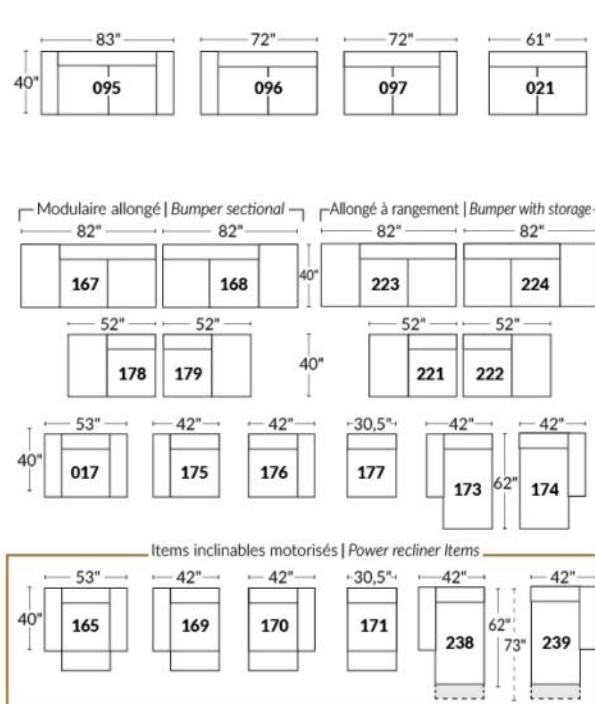 83" 72" 72" 61"
40" 095 096 097 021
Modulaire allongé | Bumper sectional Allongé à rangement | Bumper with storage
82" 82" 82" 82"
167 168 40" 223 224
52" 52" 52" 52"
178 179 40" 221 222
53" 42" 42" 30,5" 42" 42"
40" 017 175 176 177 173 62" 174
Items inclinables motorisés | Power recliner Items
53" 42" 42" 30,5" 42" 42"
40" 165 169 170 171 238 62" 73" 239